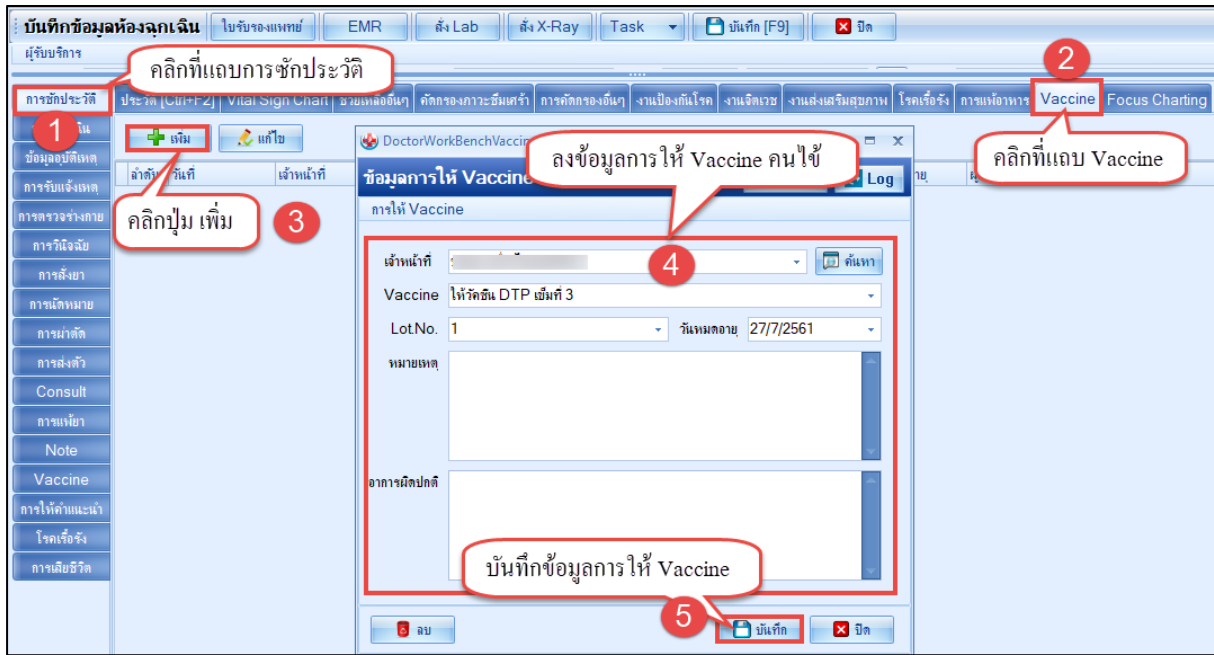 บันทึกข้อมูลห้องฉุกเฉิน ใบรับรองแพทย์ EMR สั่ง Lab สั่ง X-Ray Task บันทึก [F9] ปิด
ผู้รับบริการ
คลิกที่แถบการซักประวัติ
2
การซักประวัติ ประวัติ [Ctrl+F2] Vital Sign Chart ช่วยเหลืออื่นๆ คัดกรองภาวะซึมเศร้า การคัดกรองอื่นๆ งานป้องกันโรค งานจิตเวช งานส่งเสริมสุขภาพ โรคเรื้อรัง การแพ้อาหาร Vaccine Focus Charting
1
เพิ่ม แก้ไข
DoctorWorkBenchVaccin
ลงข้อมูลการให้ Vaccine คนไข้
คลิกที่แถบ Vaccine
ข้อมูลอุบัติเหตุ
ลำดับ วันที่ เจ้าหน้าที่
ข้อมูลการให้ Vaccine Log
การรับแจ้งเหตุ
การให้ Vaccine
คลิกปุ่ม เพิ่ม
3
การตรวจร่างกาย
การวินิจฉัย
การสั่งยา
การนัดหมาย
การผ่าตัด
การส่งตัว
Consult
การแพ้ยา
Note
Vaccine
การให้คำแนะนำ
โรคเรื้อรัง
การเสียชีวิต
เจ้าหน้าที่ 4 ค้นหา
Vaccine ให้วัคซีน DTP เข็มที่ 3
Lot.No. 1 วันหมดอายุ 27/7/2561
หมายเหตุ
อาการผิดปกติ
บันทึกข้อมูลการให้ Vaccine
5
ลบ บันทึก ปิด